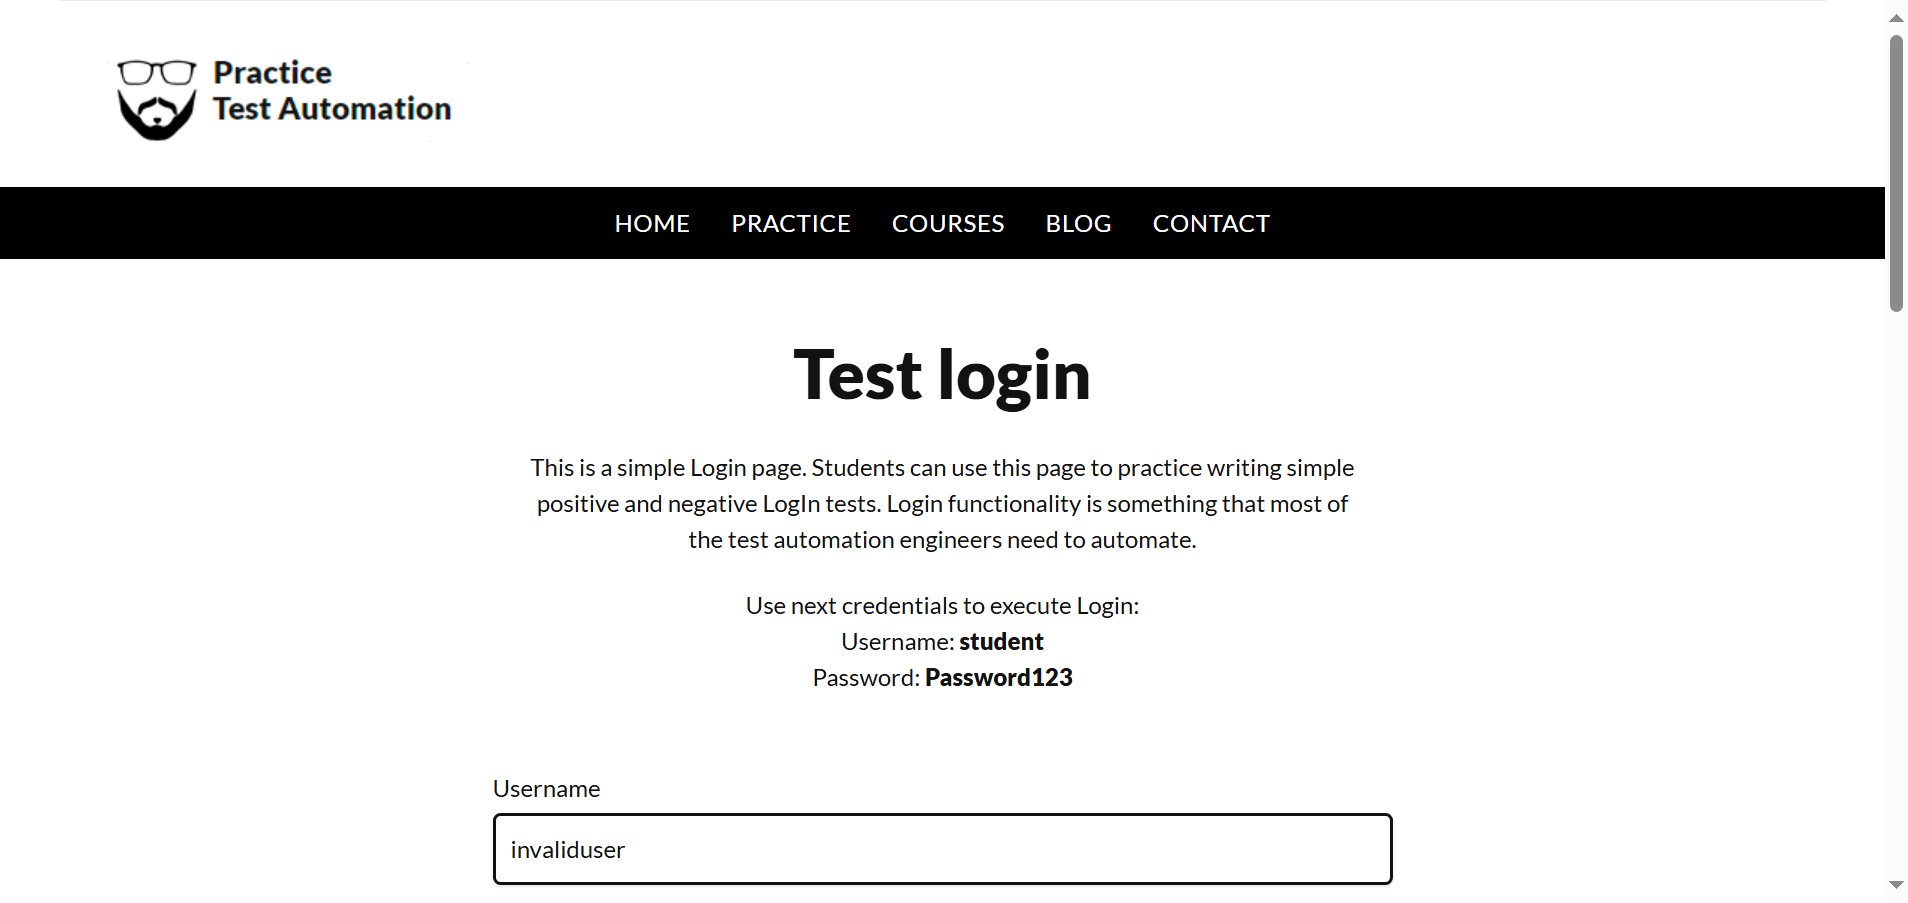 Practice
Test Automation
HOME PRACTICE COURSES BLOG CONTACT
Test login
This is a simple Login page. Students can use this page to practice writing simple
positive and negative LogIn tests. Login functionality is something that most of
the test automation engineers need to automate.
Use next credentials to execute Login:
Username: student
Password: Password123
Username
invaliduser